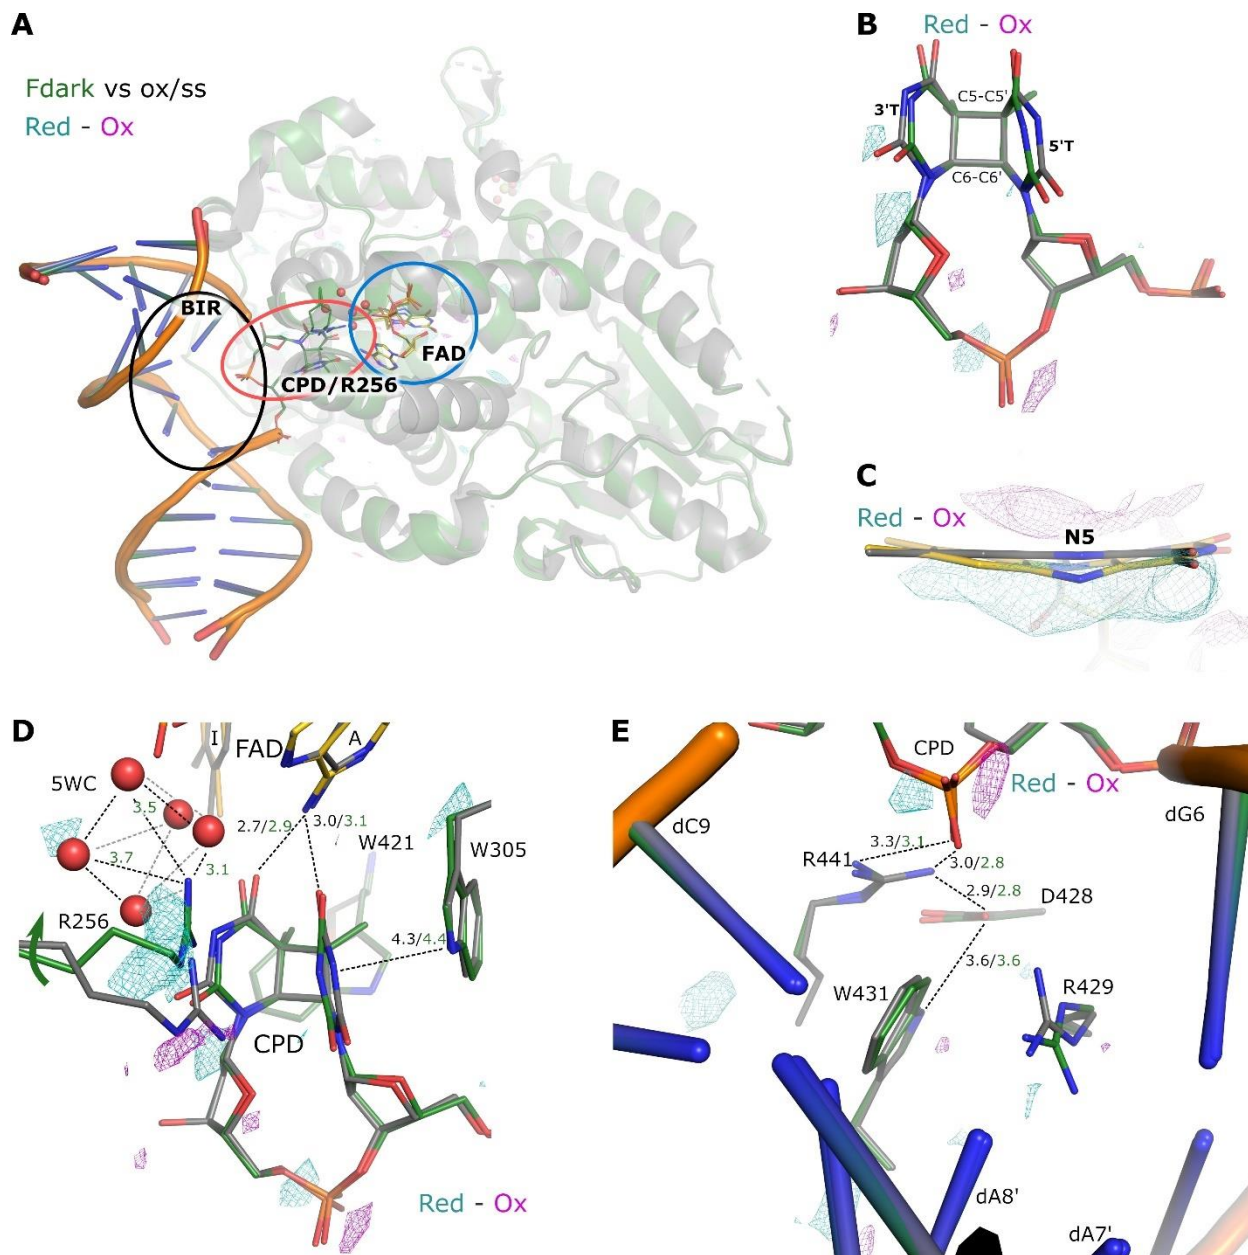 A
Fdark vs ox/ss
Red - Ox
BIR
CPD/R256
FAD
B
Red - Ox
C5-C5'
3'T
5'T
C6-C6'
C
Red - Ox
N5
D
I
FAD
A
5WC
3.5
2.7/2.9
3.0/3.1
W421
W305
3.7
3.1
R256
4.3/4.4
CPD
Red - Ox
E
CPD
Red - Ox
dC9
dG6
3.3/3.1
R441
3.0/2.8
2.9/2.8
D428
3.6/3.6
R429
W431
dA8'
dA7'